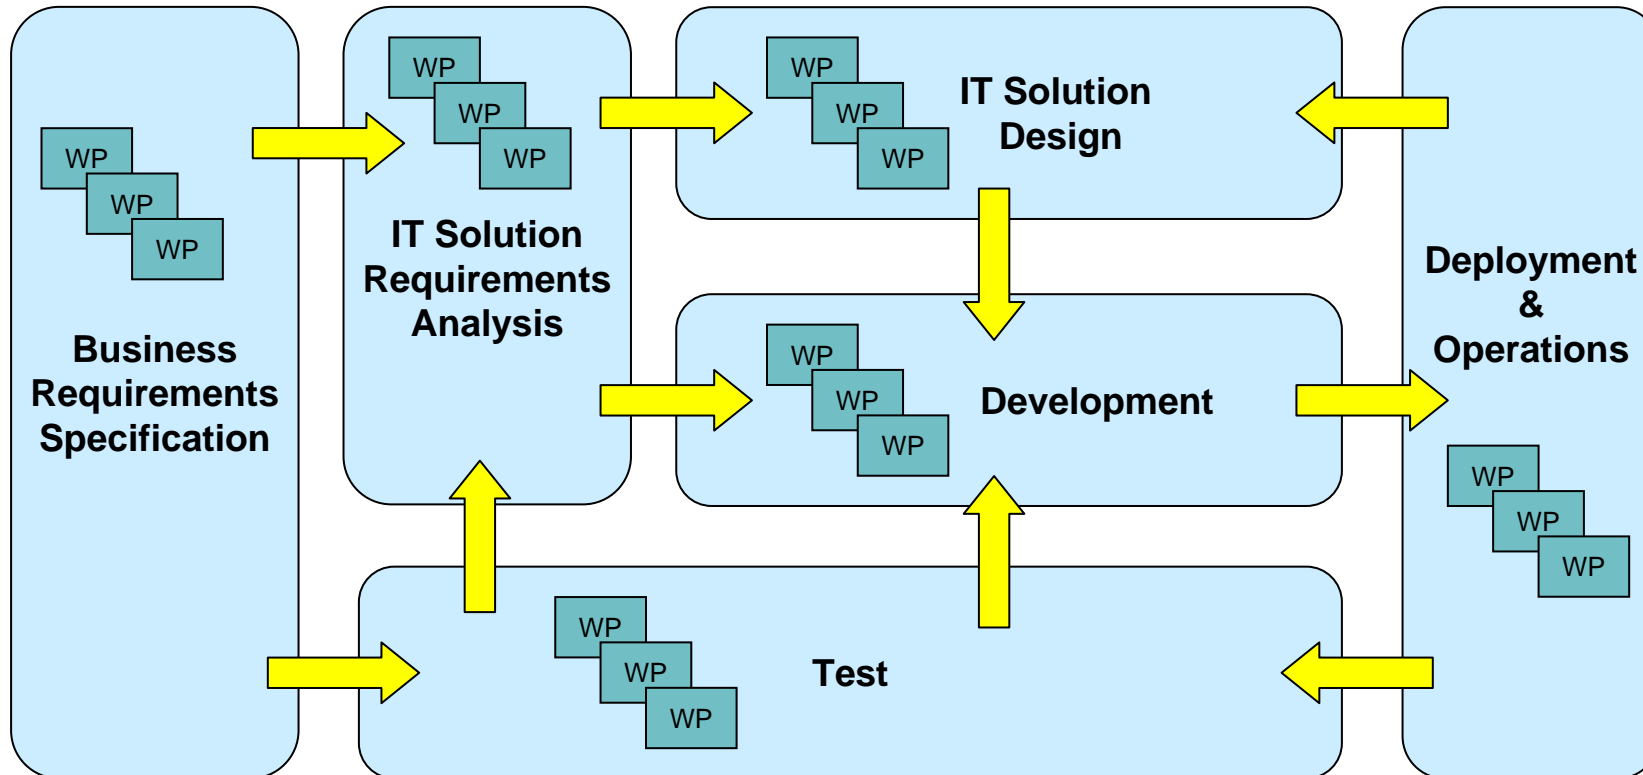 WP
WP
WP
Business
Requirements
Specification
WP
WP
WP
IT Solution
Requirements
Analysis
WP
WP
WP
IT Solution
Design
WP
WP
WP
Development
WP
WP
WP
Test
Deployment
&
Operations
WP
WP
WP